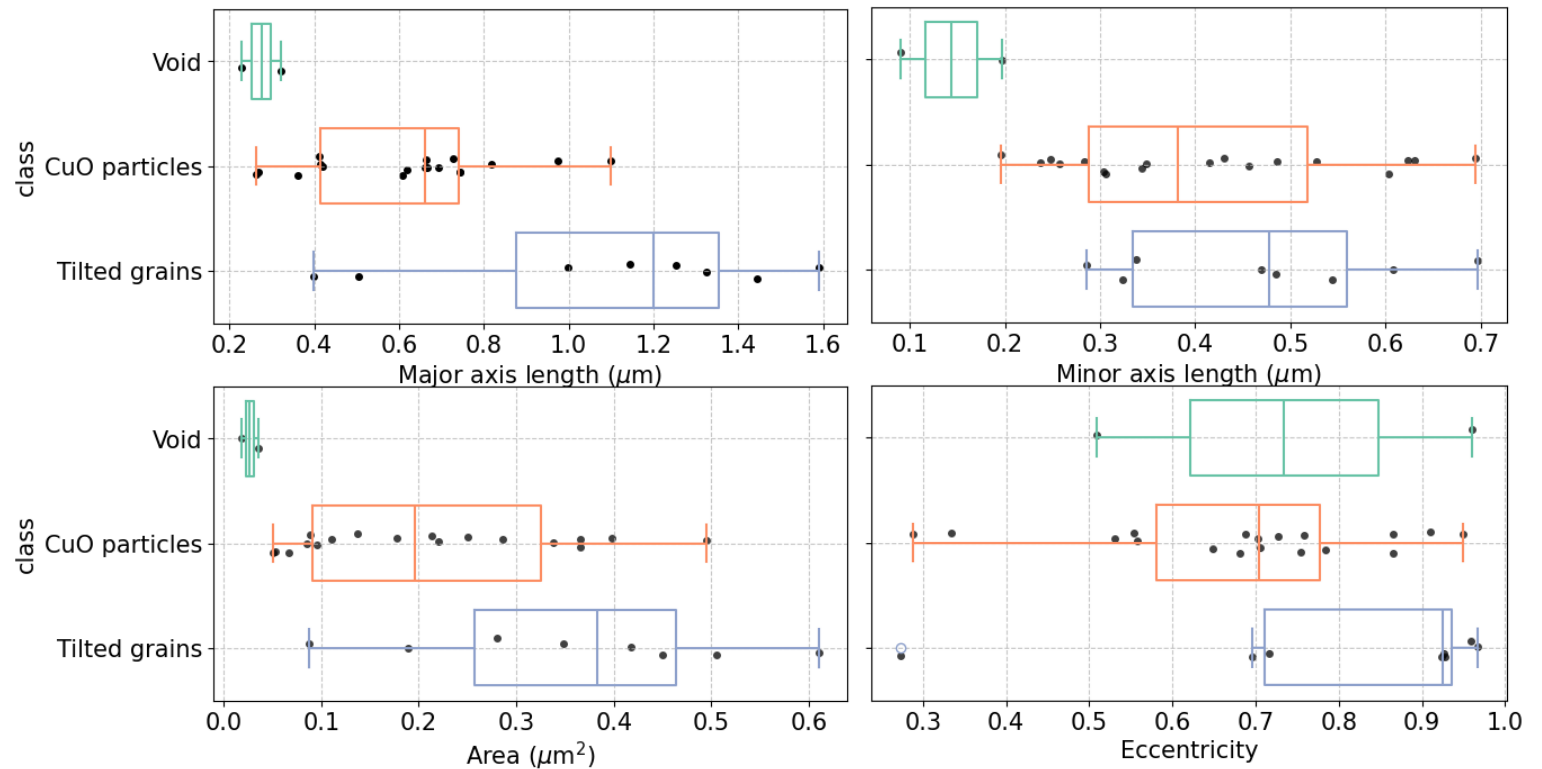 class
Void
CuO particles
Tilted grains
0.2 0.4 0.6 0.8 1.0 1.2 1.4 1.6
Major axis length (μm)
0.1 0.2 0.3 0.4 0.5 0.6 0.7
Minor axis length (μm)
class
Void
CuO particles
Tilted grains
0.0 0.1 0.2 0.3 0.4 0.5 0.6
Area (μm²)
0.3 0.4 0.5 0.6 0.7 0.8 0.9 1.0
Eccentricity